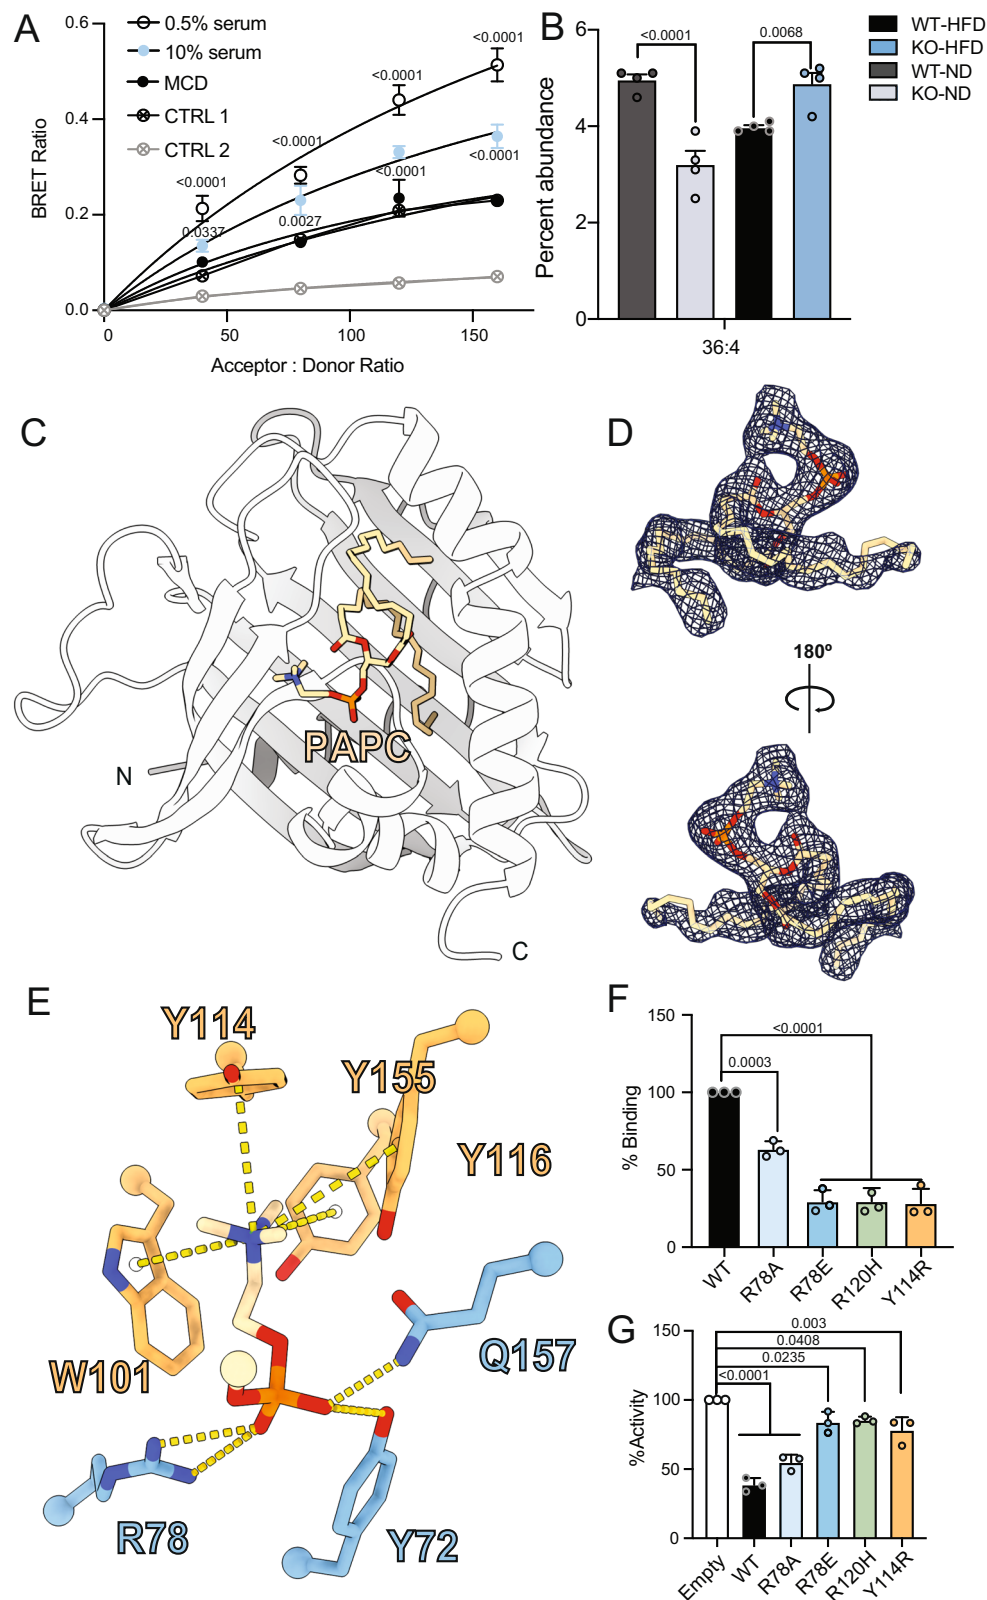 A
0.6
0.4
0.2
0.0
BRET Ratio
0
50
100
150
Acceptor : Donor Ratio
0.5% serum
10% serum
MCD
CTRL 1
CTRL 2
<0.0001
<0.0001
<0.0001
<0.0001
0.0337
0.0027
<0.0001
<0.0001
B
6
4
2
0
Percent abundance
<0.0001
0.0068
36:4
WT-HFD
KO-HFD
WT-ND
KO-ND
C
PAPC
N
C
D
180º
E
Y114
Y155
Y116
W101
Q157
R78
Y72
F
150
100
50
0
% Binding
<0.0001
0.0003
WT
R78A
R78E
R120H
Y114R
G
150
100
50
0
%Activity
0.003
0.0408
0.0235
<0.0001
Empty
WT
R78A
R78E
R120H
Y114R